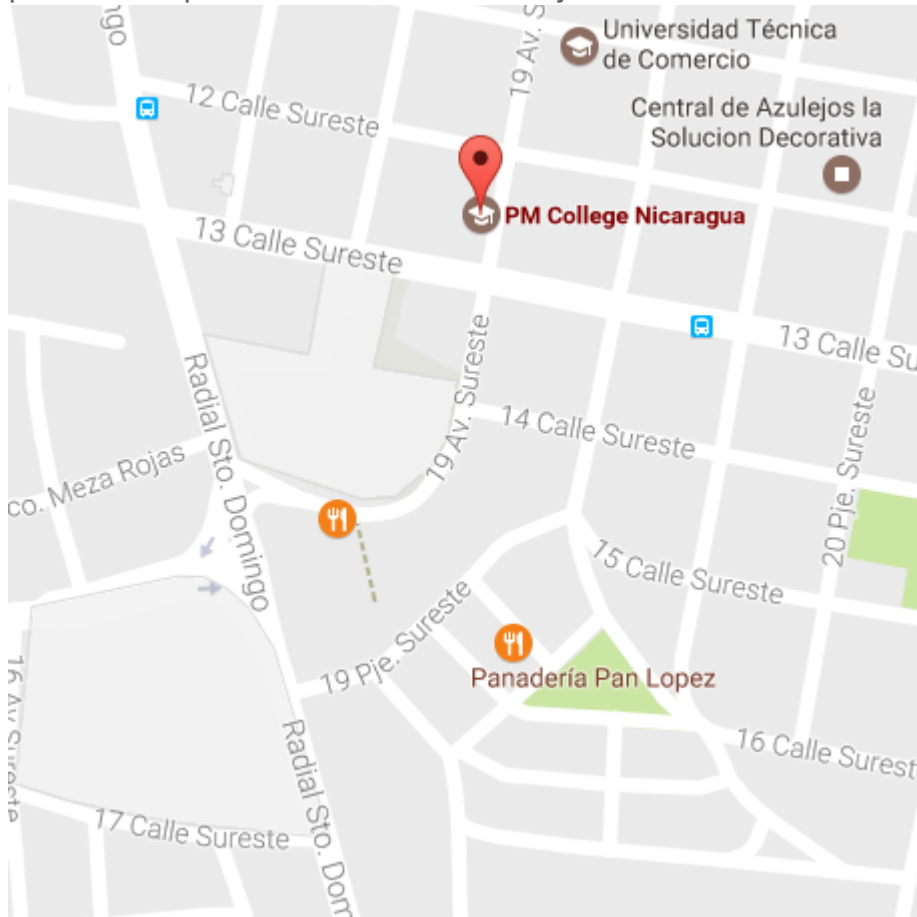 19 Av. S
Universidad Técnica
de Comercio
12 Calle Sureste
Central de Azulejos la
Solucion Decorativa
PM College Nicaragua
13 Calle Sureste
13 Calle Su
Radial Sto. Domingo
19 Av. Sureste
14 Calle Sureste
20 Pje. Sureste
co. Meza Rojas
15 Calle Sureste
19 Pje. Sureste
Panadería Pan Lopez
16 Av Sureste
Radial Sto. Dom
16 Calle Surest
17 Calle Sureste